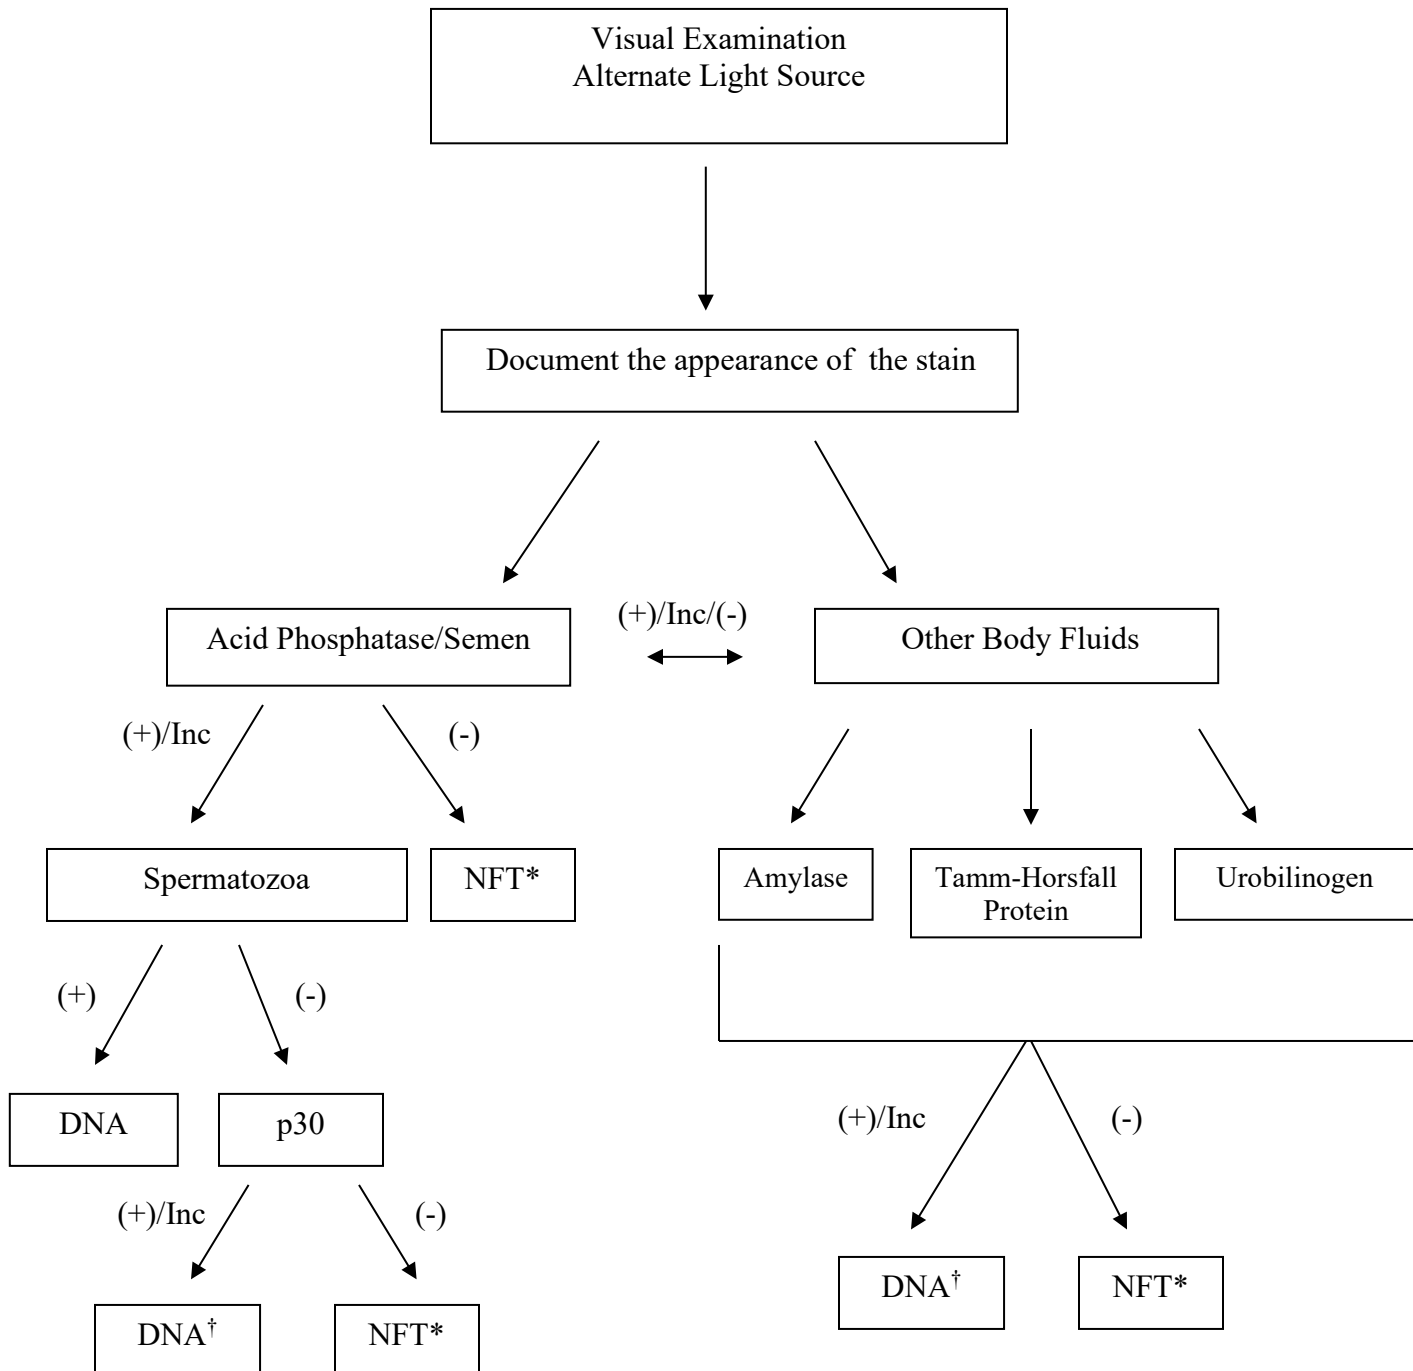 Visual Examination
Alternate Light Source
Document the appearance of  the stain
(+)/Inc/(-)
Acid Phosphatase/Semen
Other Body Fluids
(+)/Inc
(-)
Spermatozoa
NFT*
Amylase
Tamm-Horsfall
Protein
Urobilinogen
(+)
(-)
DNA
p30
(+)/Inc
(-)
(+)/Inc
(-)
DNA†
NFT*
DNA†
NFT*